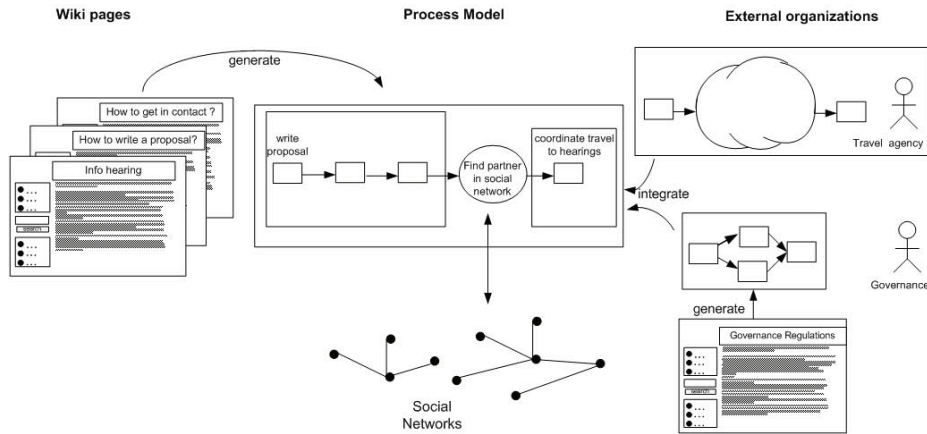 Wiki pages
Process Model
External organizations
generate
How to get in contact ?
How to write a proposal?
Info hearing
...
...
...
...
write
proposal
Find partner
in social
network
coordinate travel
to hearings
Travel agency
integrate
Governance
generate
Governance Regulations
...
...
...
...
...
Social
Networks